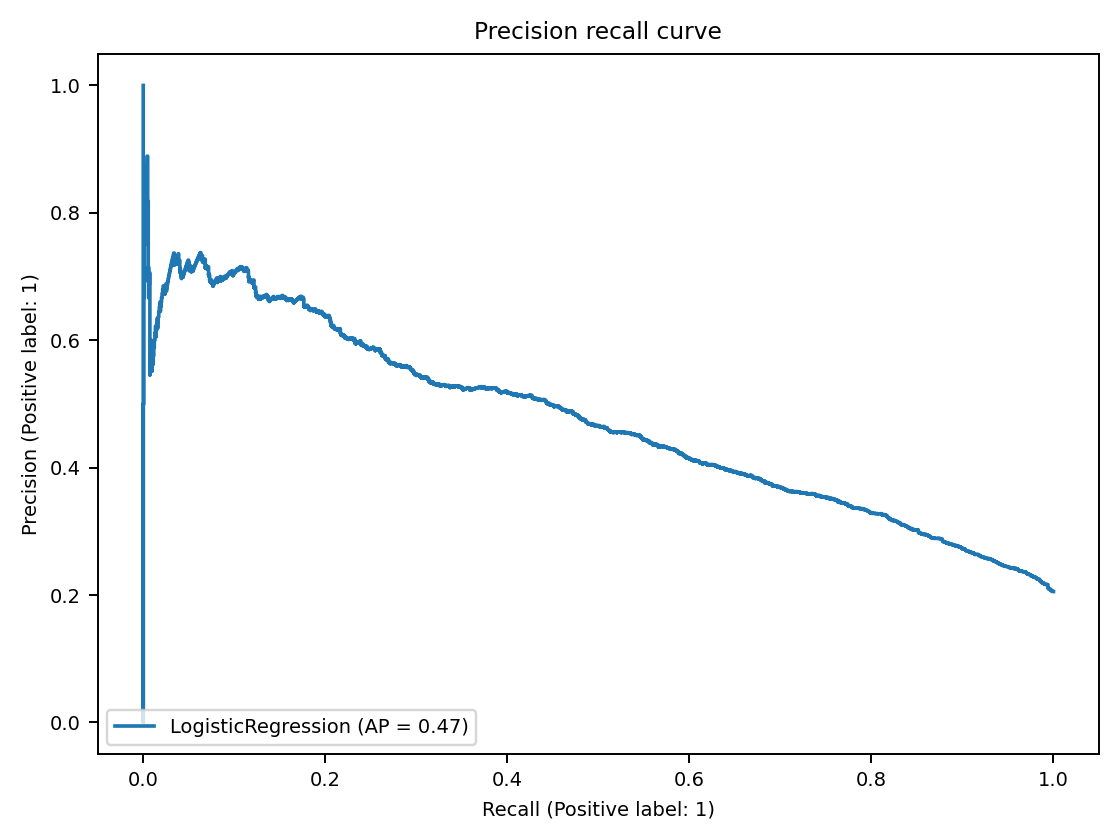 Precision recall curve
1.0
0.8
0.6
0.4
0.2
0.0
Precision (Positive label: 1)
LogisticRegression (AP = 0.47)
0.0 0.2 0.4 0.6 0.8 1.0
Recall (Positive label: 1)